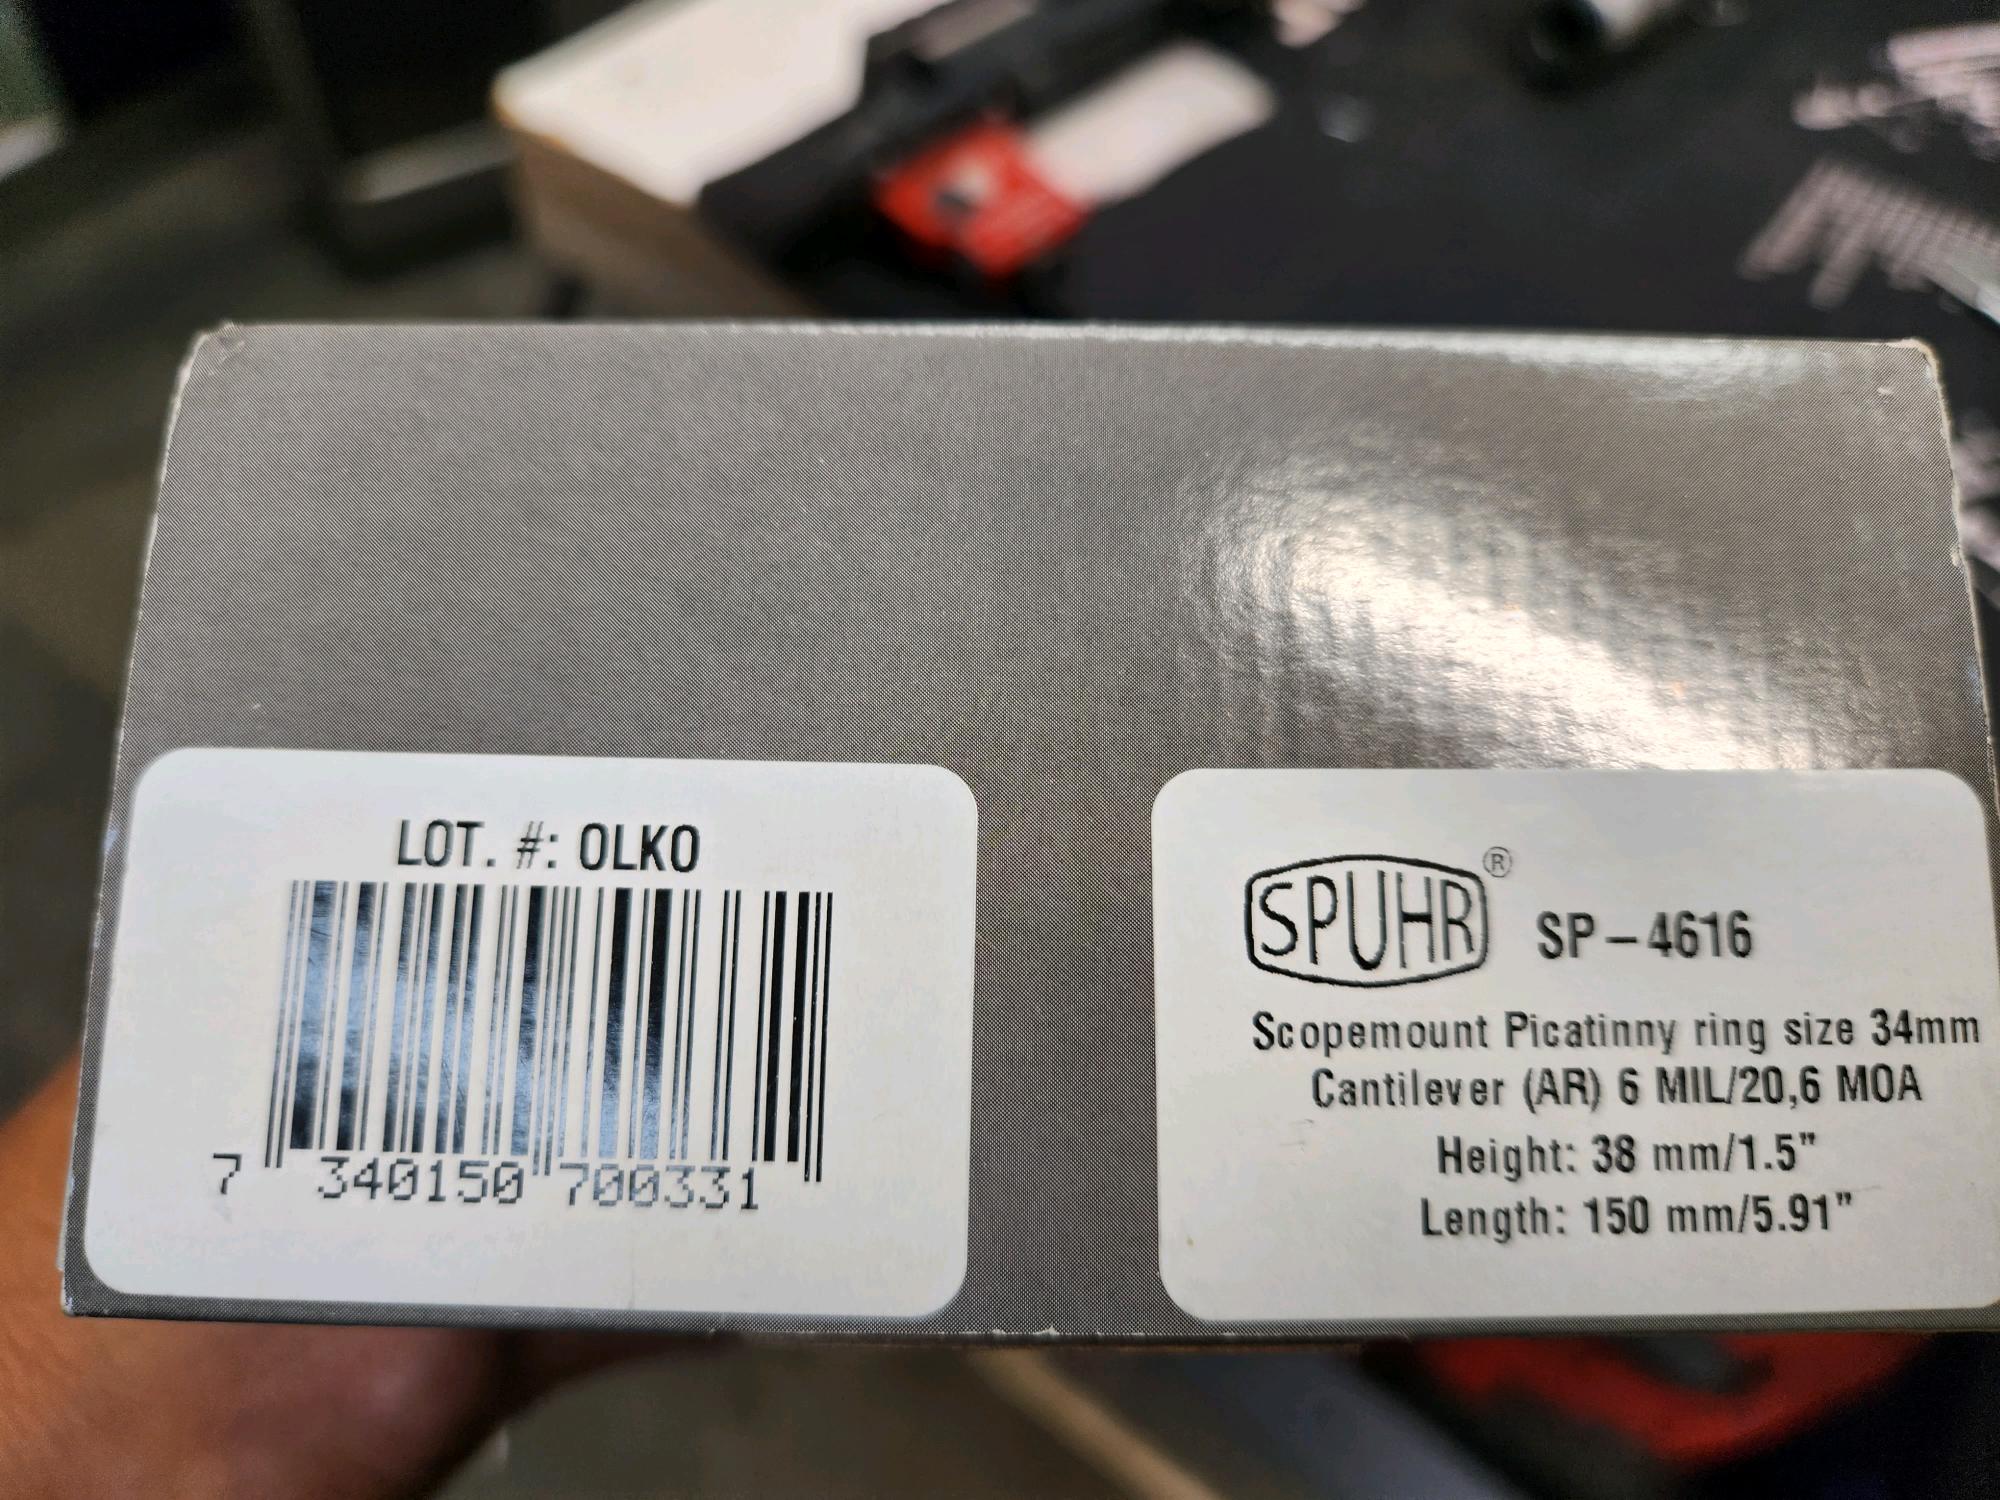 LOT. #: OLKO
7 340150 700331
SPUHR® SP-4616
Scopemount Picatinny ring size 34mm
Cantilever (AR) 6 MIL/20,6 MOA
Height: 38 mm/1.5"
Length: 150 mm/5.91"